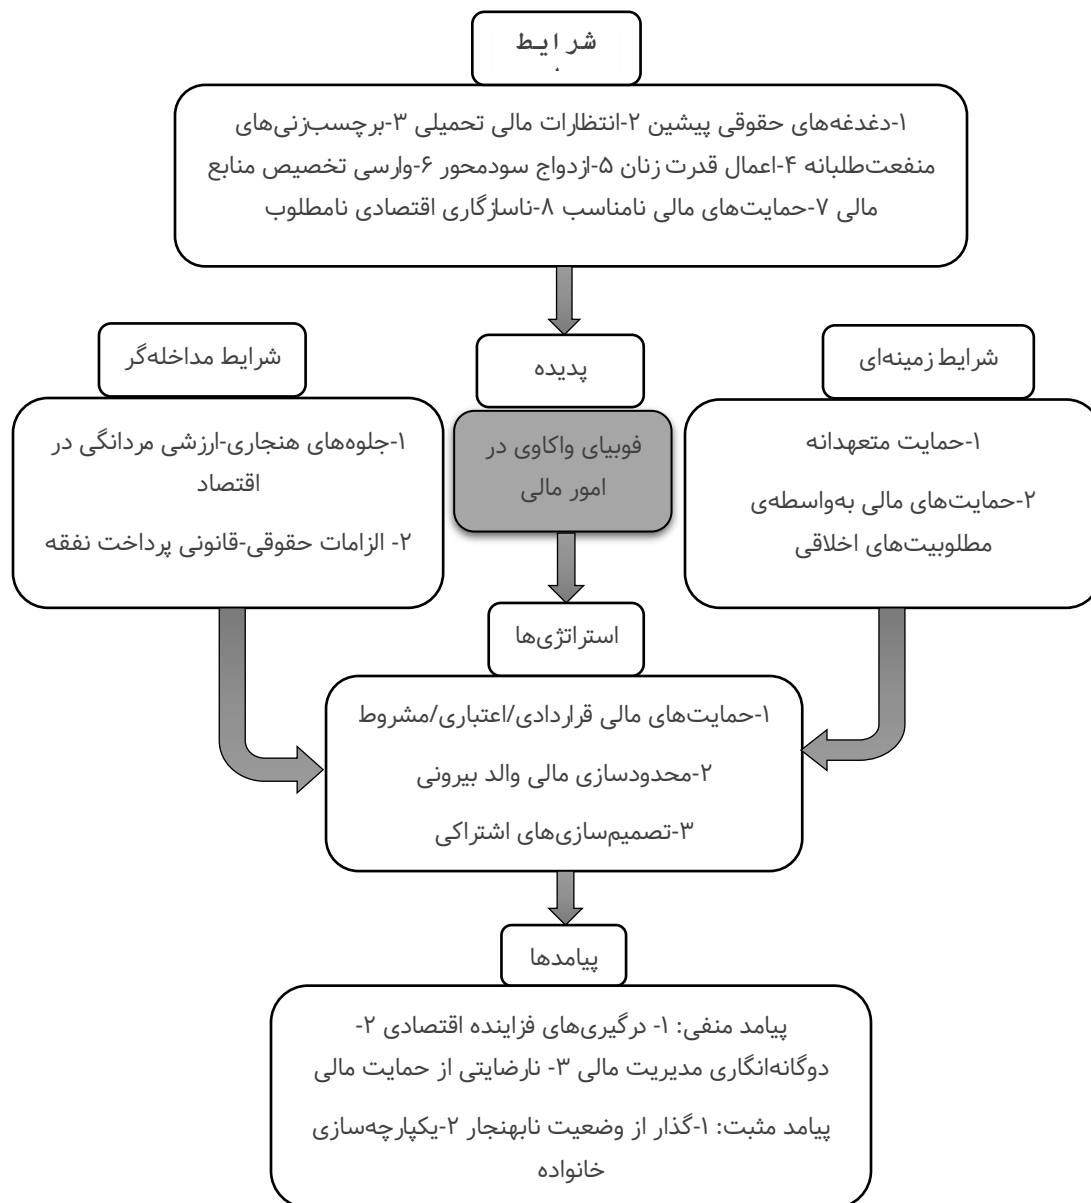 شرایط
۱-دغدغه‌های حقوقی پیشین ۲-انتظارات مالی تحمیلی ۳-برچسب‌زنی‌های
منفعت‌طلبانه ۴-اعمال قدرت زنان ۵-ازدواج سودمحور ۶-وارسی تخصیص منابع
مالی ۷-حمایت‌های مالی نامناسب ۸-ناسازگاری اقتصادی نامطلوب
شرایط زمینه‌ای
۱-حمایت متعهدانه
۲-حمایت‌های مالی به‌واسطه‌ی
مطلوبیت‌های اخلاقی
پدیده
فوبیای واکاوی در
امور مالی
شرایط مداخله‌گر
۱-جلوه‌های هنجاری-ارزشی مردانگی در
اقتصاد
۲- الزامات حقوقی-قانونی پرداخت نفقه
استراتژی‌ها
۱-حمایت‌های مالی قراردادی/اعتباری/مشروط
۲-محدودسازی مالی والد بیرونی
۳-تصمیم‌سازی‌های اشتراکی
پیامدها
پیامد منفی: ۱- درگیری‌های فزاینده اقتصادی ۲-
دوگانه‌انگاری مدیریت مالی ۳- نارضایتی از حمایت مالی
پیامد مثبت: ۱-گذار از وضعیت نابهنجار ۲-یکپارچه‌سازی
خانواده